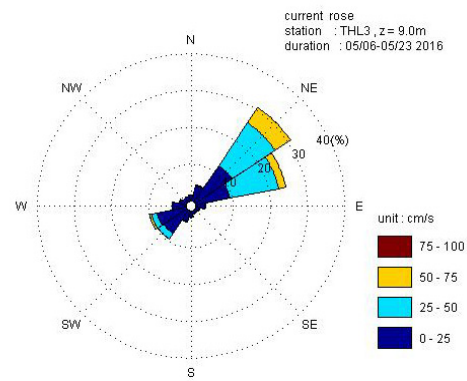 current rose
station : THL3 , z = 9.0m
duration : 05/06-05/23 2016
N
NW
NE
40(%)
30
20
W
E
unit : cm/s
75 - 100
50 - 75
25 - 50
0 - 25
SW
SE
S